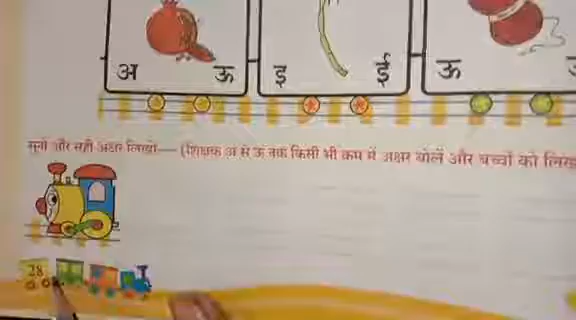 अ ऊ इ ई ऊ
सुनो और सही अक्षर लिखो— (शिक्षक अ से ऊ तक किसी भी क्रम में अक्षर बोलें और बच्चों को
28